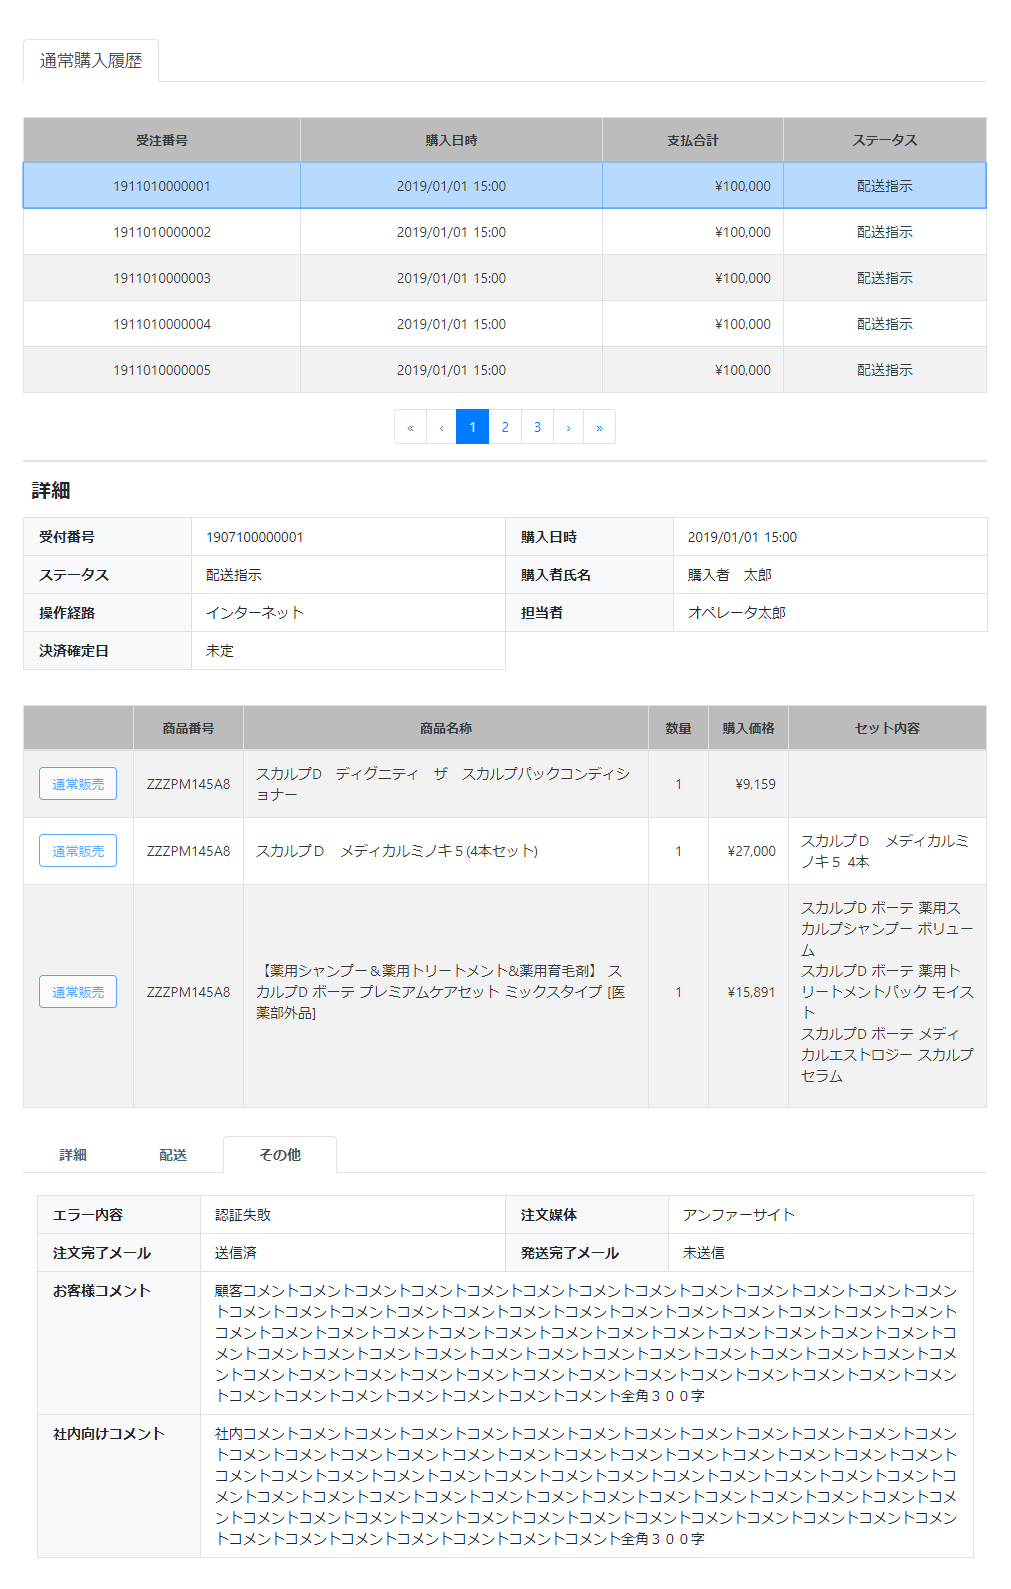 通常購入履歴
受注番号 購入日時 支払合計 ステータス
1911010000001 2019/01/01 15:00 ¥100,000 配送指示
1911010000002 2019/01/01 15:00 ¥100,000 配送指示
1911010000003 2019/01/01 15:00 ¥100,000 配送指示
1911010000004 2019/01/01 15:00 ¥100,000 配送指示
1911010000005 2019/01/01 15:00 ¥100,000 配送指示
« ‹ 1 2 3 › »
詳細
受付番号 1907100000001 購入日時 2019/01/01 15:00
ステータス 配送指示 購入者氏名 購入者　太郎
操作経路 インターネット 担当者 オペレータ太郎
決済確定日 未定
商品番号 商品名称 数量 購入価格 セット内容
通常販売 ZZZPM145A8 スカルプD　ディグニティ　ザ　スカルプパックコンディシ
ョナー 1 ¥9,159
通常販売 ZZZPM145A8 スカルプＤ　メディカルミノキ５(4本セット) 1 ¥27,000 スカルプＤ　メディカルミ
ノキ５ 4本
通常販売 ZZZPM145A8 【薬用シャンプー＆薬用トリートメント&薬用育毛剤】 ス
カルプD ボーテ プレミアムケアセット ミックスタイプ [医
薬部外品] 1 ¥15,891 スカルプD ボーテ 薬用ス
カルプシャンプー ボリュー
ム
スカルプD ボーテ 薬用ト
リートメントパック モイス
ト
スカルプD ボーテ メディ
カルエストロジー スカルプ
セラム
詳細 配送 その他
エラー内容 認証失敗 注文媒体 アンファーサイト
注文完了メール 送信済 発送完了メール 未送信
お客様コメント 顧客コメントコメントコメントコメントコメントコメントコメントコメントコメントコメントコメントコメントコメン
トコメントコメントコメントコメントコメントコメントコメントコメントコメントコメントコメントコメントコメント
コメントコメントコメントコメントコメントコメントコメントコメントコメントコメントコメントコメントコメントコ
メントコメントコメントコメントコメントコメントコメントコメントコメントコメントコメントコメントコメントコメ
ントコメントコメントコメントコメントコメントコメントコメントコメントコメントコメントコメントコメントコメン
トコメントコメントコメントコメントコメントコメントコメント全角３００字
社内向けコメント 社内コメントコメントコメントコメントコメントコメントコメントコメントコメントコメントコメントコメントコメン
トコメントコメントコメントコメントコメントコメントコメントコメントコメントコメントコメントコメントコメント
コメントコメントコメントコメントコメントコメントコメントコメントコメントコメントコメントコメントコメントコ
メントコメントコメントコメントコメントコメントコメントコメントコメントコメントコメントコメントコメントコメ
ントコメントコメントコメントコメントコメントコメントコメントコメントコメントコメントコメントコメントコメン
トコメントコメントコメントコメントコメントコメントコメント全角３００字